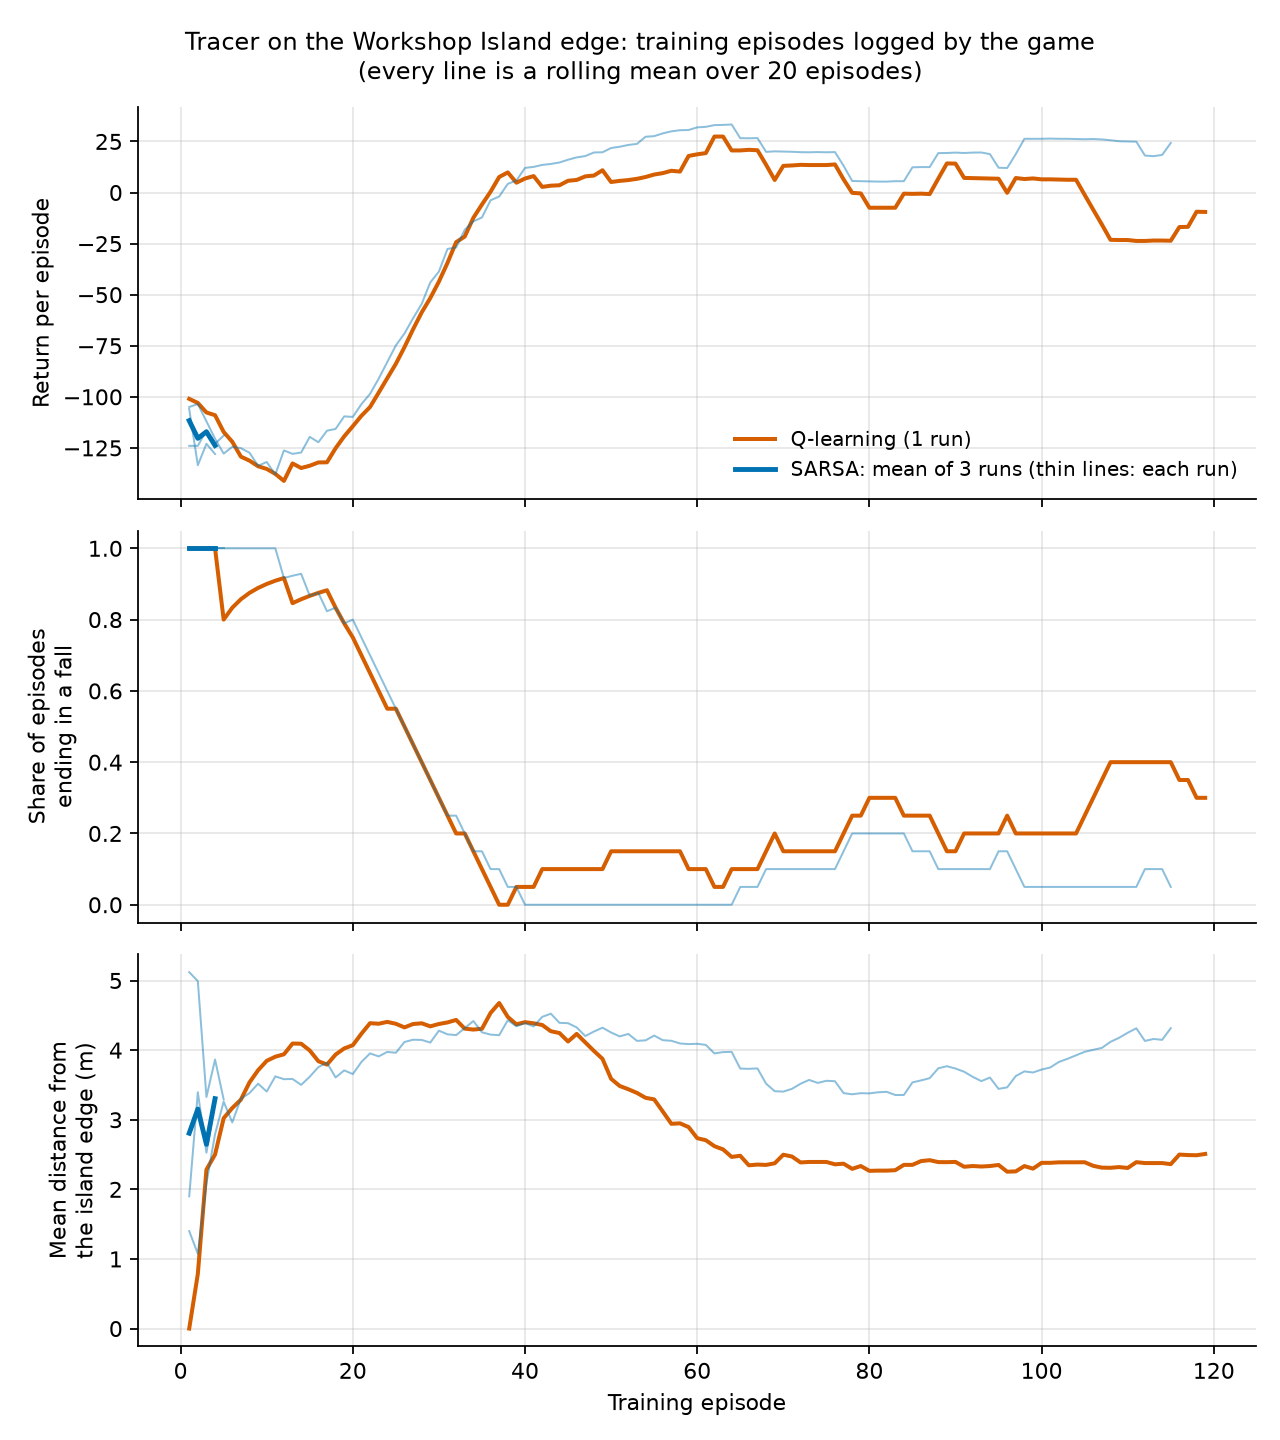 Tracer on the Workshop Island edge: training episodes logged by the game
(every line is a rolling mean over 20 episodes)
Return per episode
25
0
−25
−50
−75
−100
−125
Q-learning (1 run)
SARSA: mean of 3 runs (thin lines: each run)
Share of episodes
ending in a fall
1.0
0.8
0.6
0.4
0.2
0.0
Mean distance from
the island edge (m)
5
4
3
2
1
0
0 20 40 60 80 100 120
Training episode